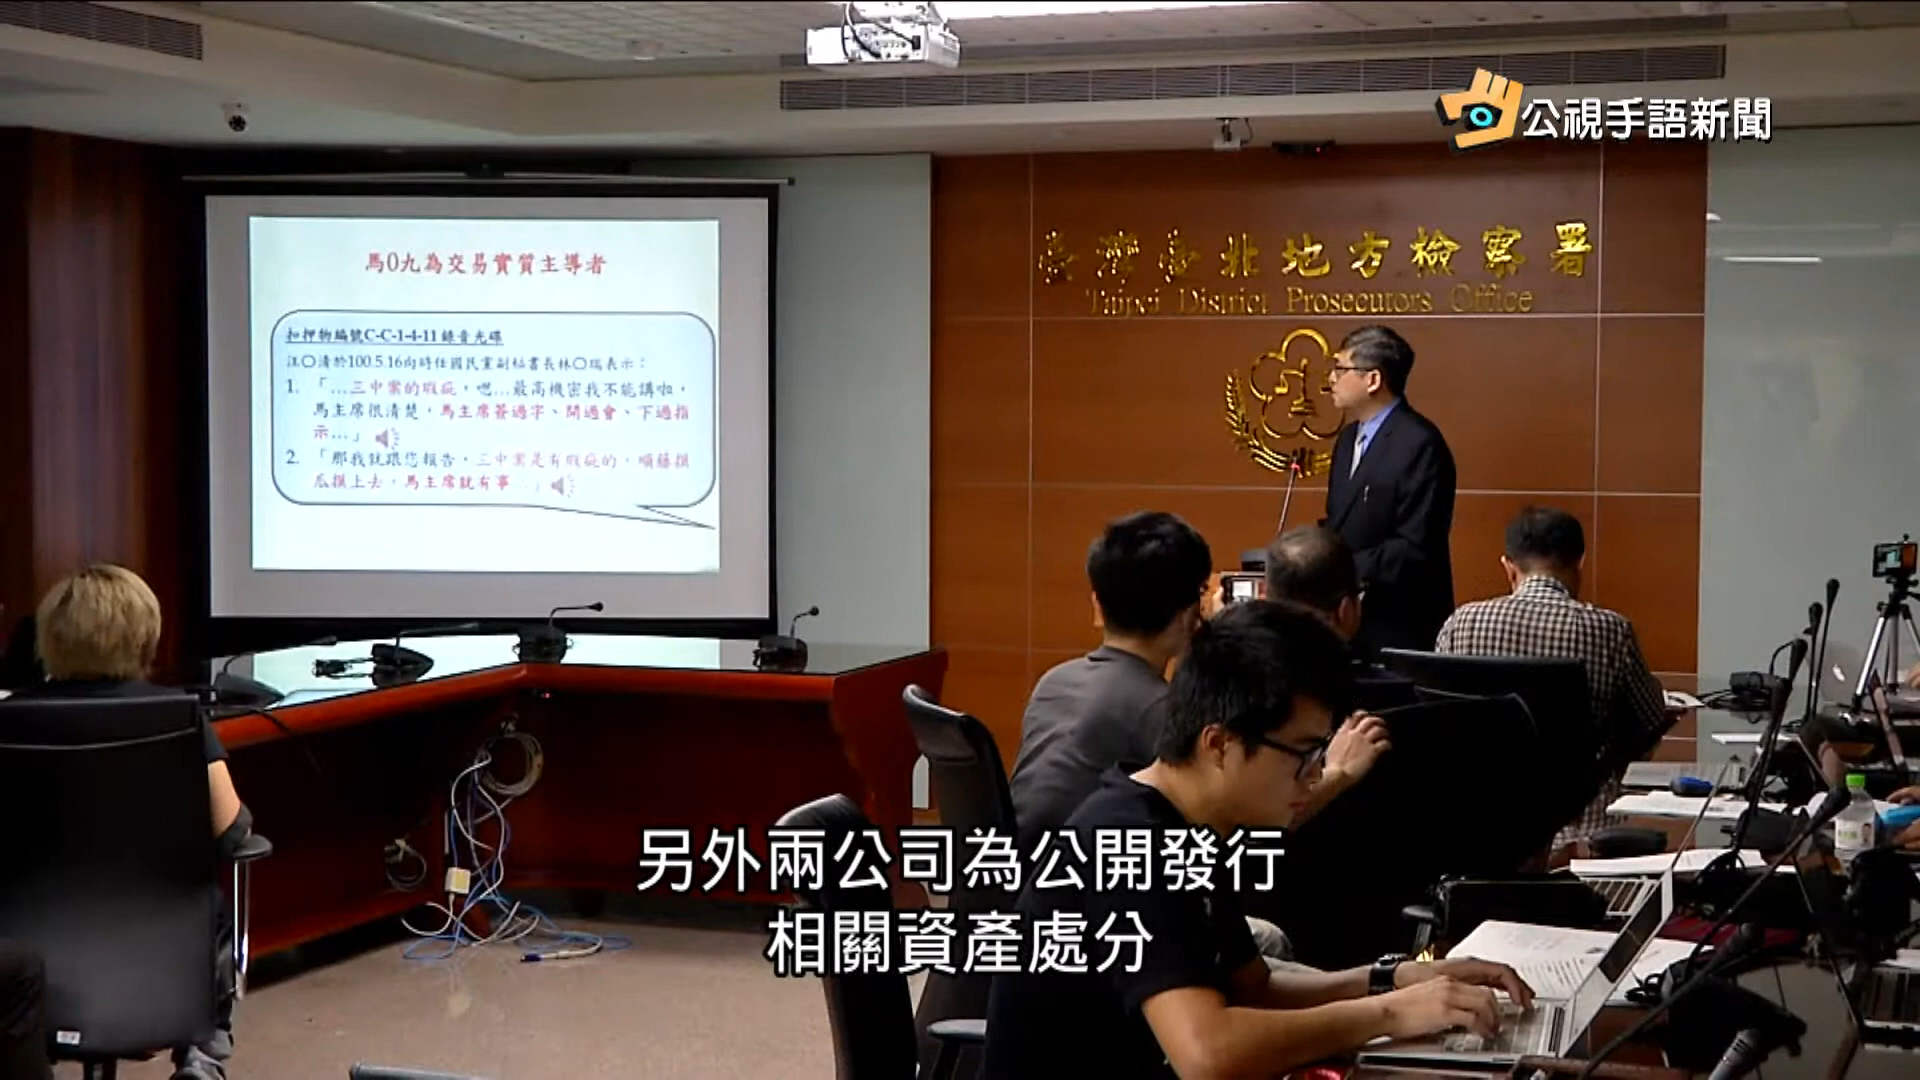 公視手語新聞
馬0九為交易實質主導者
扣押物編號C-C-1-4-11錄音光碟
汪〇清於100.5.16向時任國民黨副秘書長林〇瑞表示：
1. 「…三中案的瑕疵，嗯…最高機密我不能講咖，
馬主席很清楚，馬主席簽過字、開過會、下過指
示…」
2. 「那我就跟您報告，三中案是有瑕疵的，順藤摸
瓜摸上去，馬主席就有事…」
臺灣臺北地方檢察署
Taipei District Prosecutors Office
另外兩公司為公開發行
相關資產處分